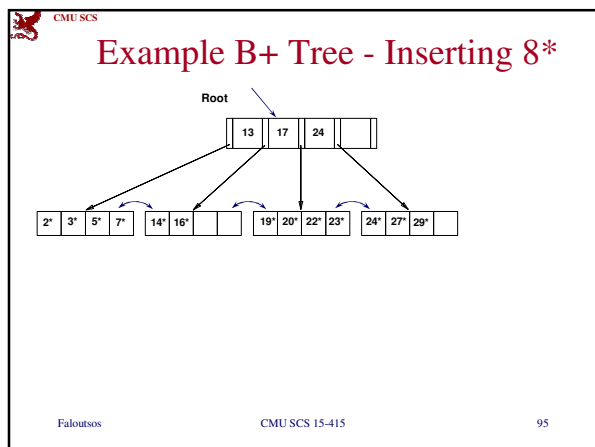 CMU SCS
Example B+ Tree - Inserting 8*
Root
13 17 24
2* 3* 5* 7* 14* 16* 19* 20* 22* 23* 24* 27* 29*
Faloutsos CMU SCS 15-415 95